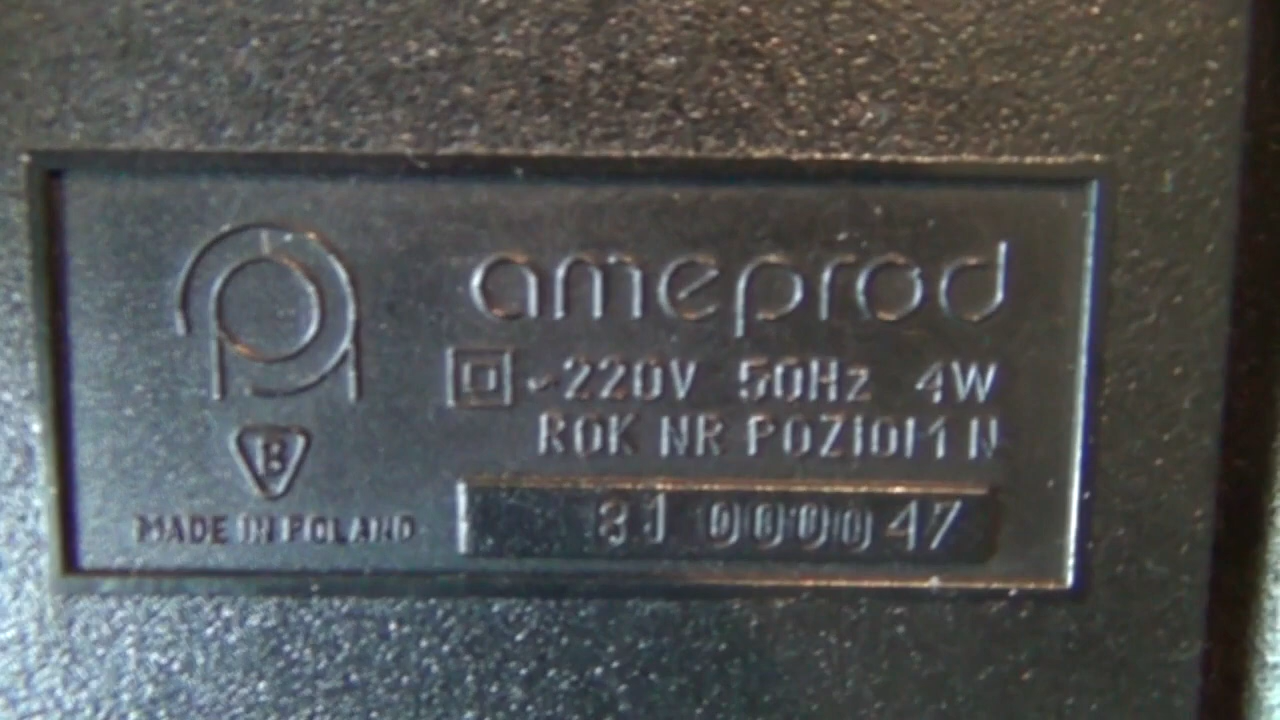 ameprod
~220V 50Hz 4W
ROK NR POZIOM N
B
MADE IN POLAND
81 000047